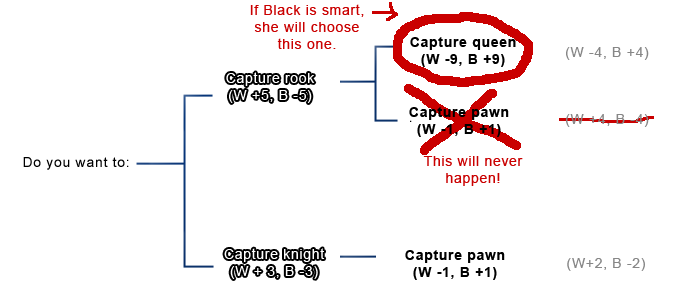 If Black is smart,
she will choose
this one.
Capture queen
(W -9, B +9)
(W -4, B +4)
Capture rook
(W +5, B -5)
Capture pawn
(W -1, B +1)
(W +4, B -4)
This will never
happen!
Do you want to:
Capture knight
(W + 3, B -3)
Capture pawn
(W -1, B +1)
(W+2, B -2)